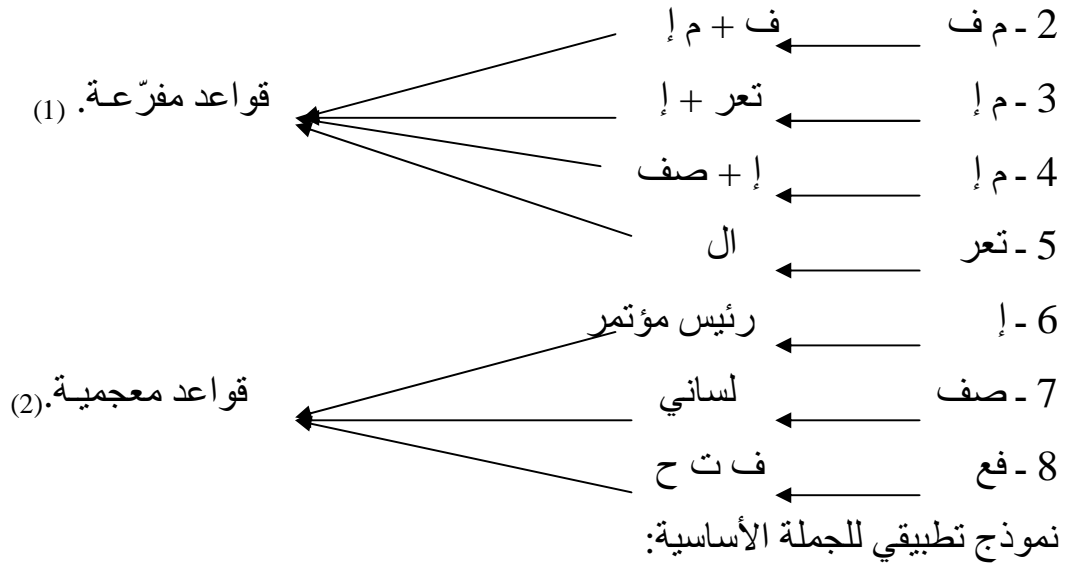 2 - م ف ف + م إ
3 - م إ تعر + إ قواعد مفرّعـة. (1)
4 - م إ إ + صف
5 - تعر ال
6 - إ رئيس مؤتمر
7 - صف لساني قواعد معجميـة.(2)
8 - فع ف ت ح
نموذج تطبيقي للجملة الأساسية: